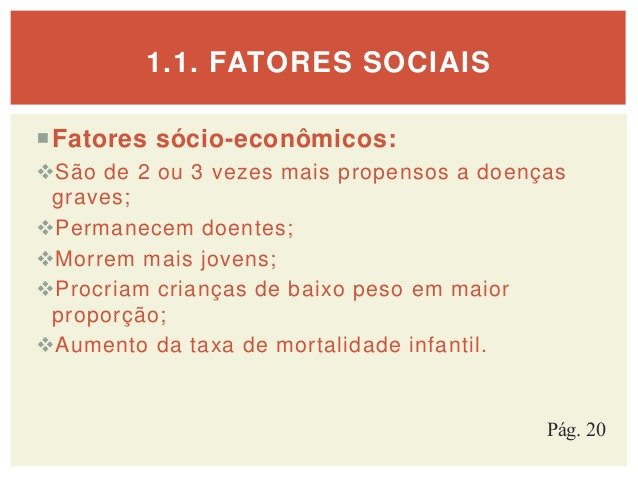 1.1. FATORES SOCIAIS
Fatores sócio-econômicos:
São de 2 ou 3 vezes mais propensos a doenças
graves;
Permanecem doentes;
Morrem mais jovens;
Procriam crianças de baixo peso em maior
proporção;
Aumento da taxa de mortalidade infantil.
Pág. 20